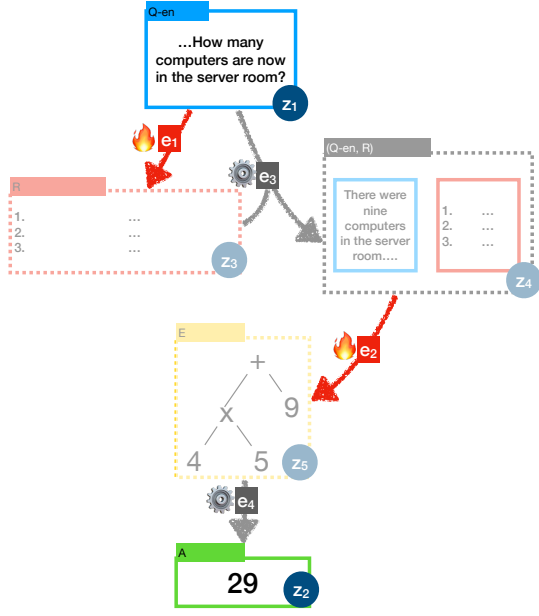 Q-en
…How many
computers are now
in the server room?
z1
e1
e3
(Q-en, R)
R
1. ...
2. ...
3. ...
z3
There were
nine
computers
in the server
room….
1. ...
2. ...
3. ...
z4
e2
E
+
x
9
4
5
z5
e4
A
29
z2